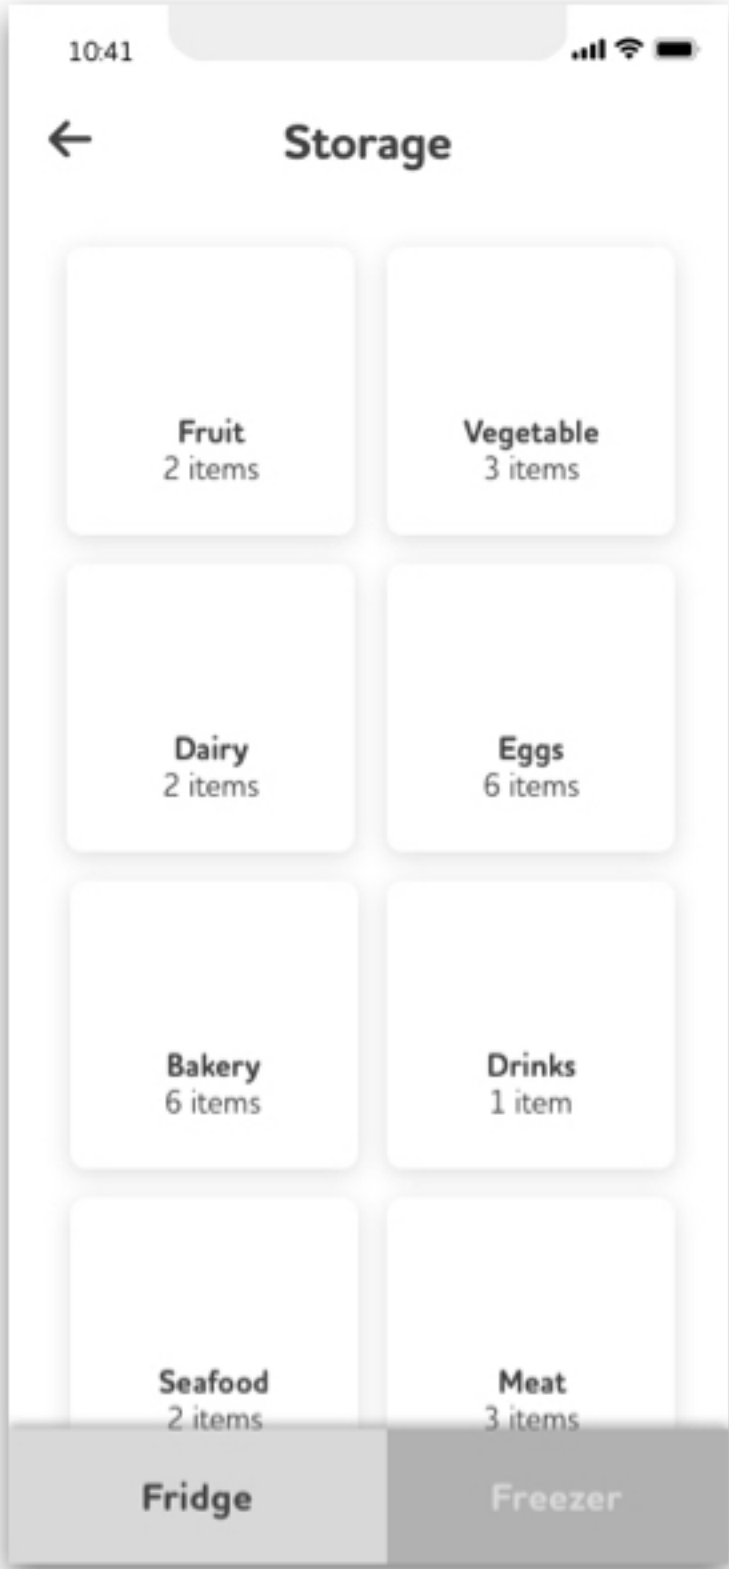 10:41
Storage
Fruit
2 items
Vegetable
3 items
Dairy
2 items
Eggs
6 items
Bakery
6 items
Drinks
1 item
Seafood
2 items
Meat
3 items
Fridge
Freezer